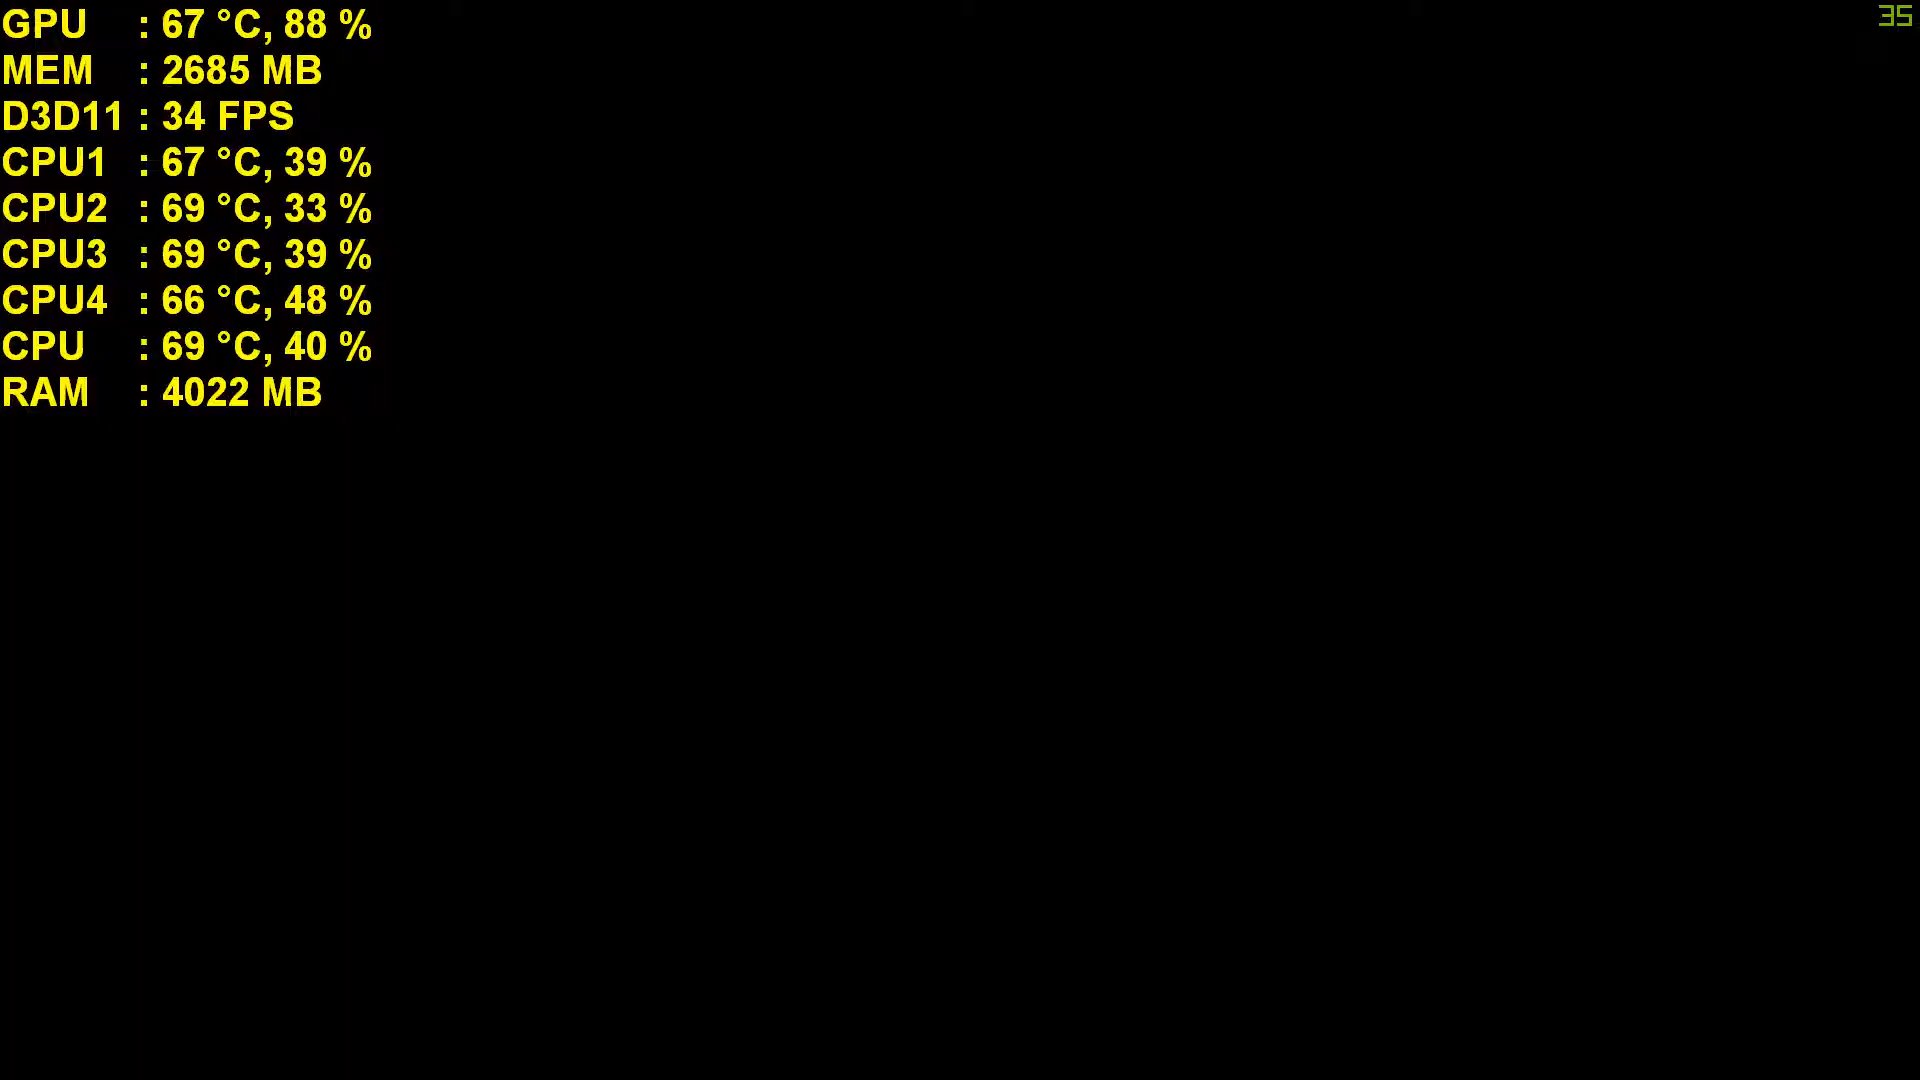 GPU : 67 °C, 88 %
MEM : 2685 MB
D3D11 : 34 FPS
CPU1 : 67 °C, 39 %
CPU2 : 69 °C, 33 %
CPU3 : 69 °C, 39 %
CPU4 : 66 °C, 48 %
CPU : 69 °C, 40 %
RAM : 4022 MB
35